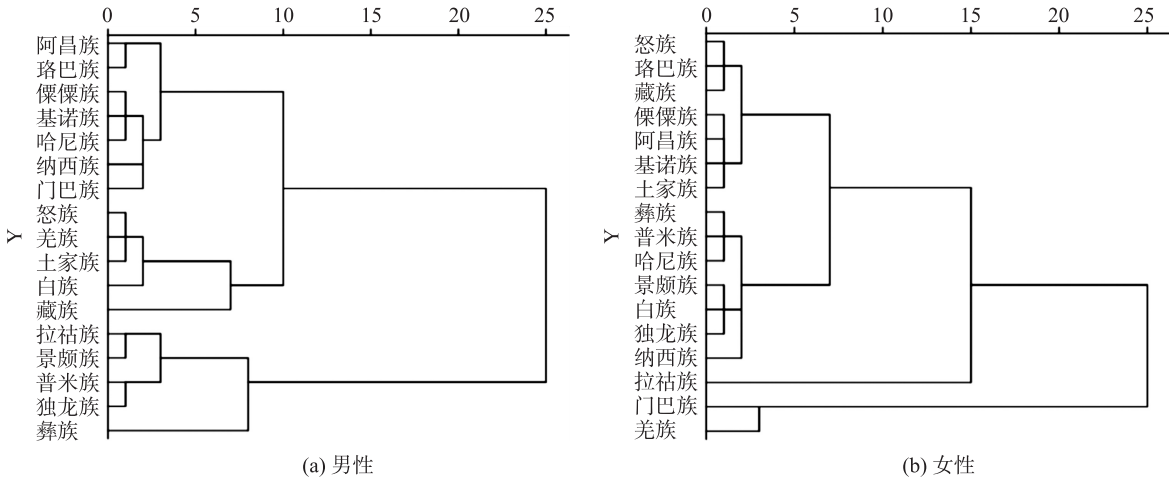 0 5 10 15 20 25
阿昌族
珞巴族
傈僳族
基诺族
哈尼族
纳西族
门巴族
怒族
羌族
土家族
白族
藏族
拉祜族
景颇族
普米族
独龙族
彝族
Y
(a) 男性
0 5 10 15 20 25
怒族
珞巴族
藏族
傈僳族
阿昌族
基诺族
土家族
彝族
普米族
哈尼族
景颇族
白族
独龙族
纳西族
拉祜族
门巴族
羌族
Y
(b) 女性